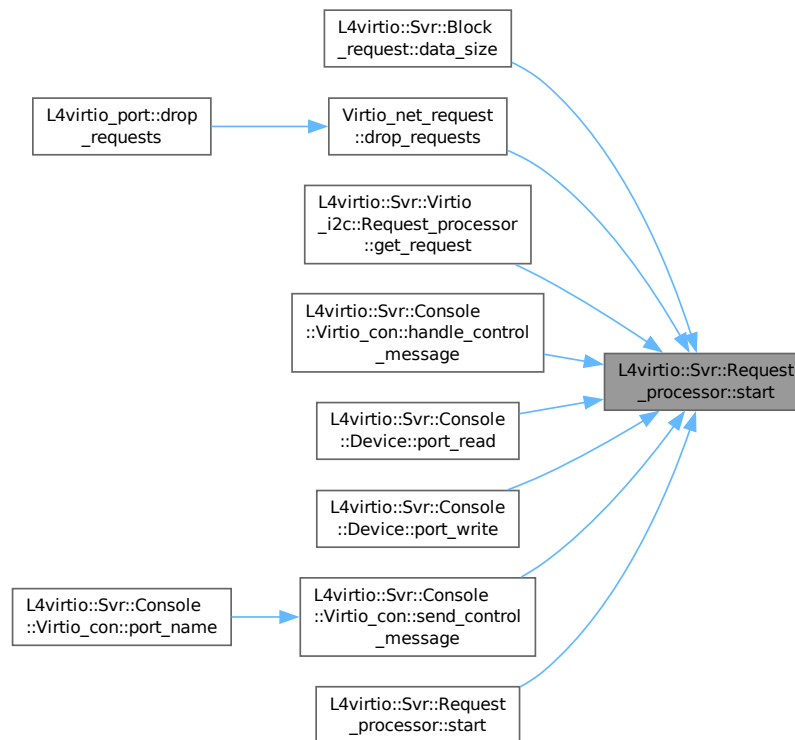 L4virtio::Svr::Block
_request::data_size
L4virtio_port::drop
_requests
Virtio_net_request
::drop_requests
L4virtio::Svr::Virtio
_i2c::Request_processor
::get_request
L4virtio::Svr::Console
::Virtio_con::handle_control
_message
L4virtio::Svr::Request
_processor::start
L4virtio::Svr::Console
::Device::port_read
L4virtio::Svr::Console
::Device::port_write
L4virtio::Svr::Console
::Virtio_con::port_name
L4virtio::Svr::Console
::Virtio_con::send_control
_message
L4virtio::Svr::Request
_processor::start